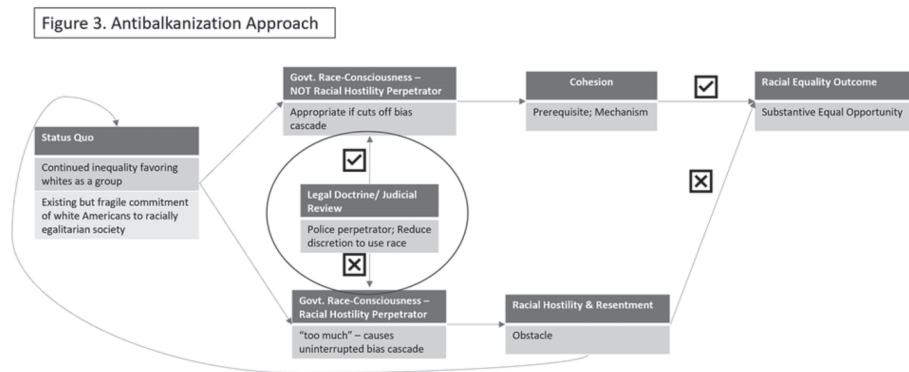 Figure 3. Antibalkanization Approach
Govt. Race-Consciousness –
NOT Racial Hostility Perpetrator
Appropriate if cuts off bias
cascade
Cohesion
Prerequisite; Mechanism
Racial Equality Outcome
Substantive Equal Opportunity
Status Quo
Continued inequality favoring
whites as a group
Existing but fragile commitment
of white Americans to racially
egalitarian society
Legal Doctrine/ Judicial
Review
Police perpetrator; Reduce
discretion to use race
Govt. Race-Consciousness –
Racial Hostility Perpetrator
“too much” – causes
uninterrupted bias cascade
Racial Hostility & Resentment
Obstacle